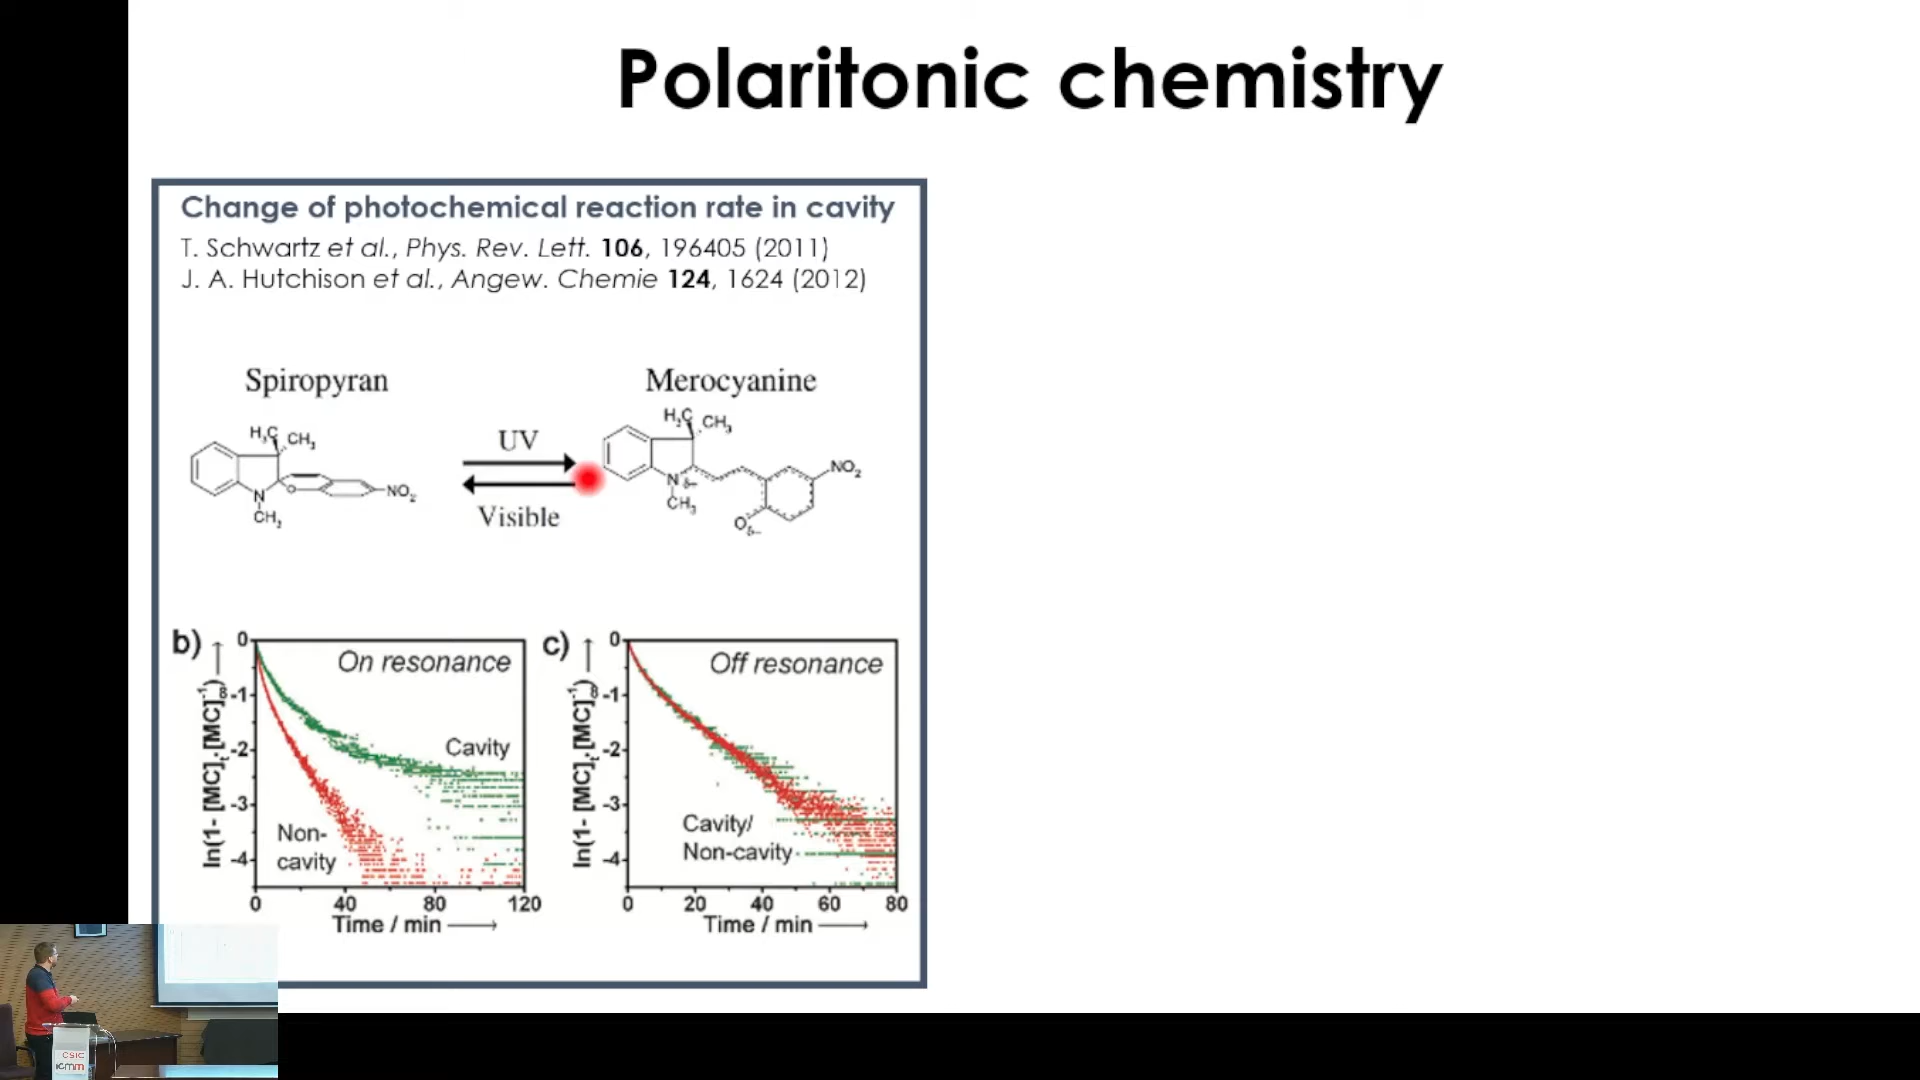 Polaritonic chemistry
Change of photochemical reaction rate in cavity
T. Schwartz et al., Phys. Rev. Lett. 106, 196405 (2011)
J. A. Hutchison et al., Angew. Chemie 124, 1624 (2012)
Spiropyran
Merocyanine
UV
Visible
H₃C CH₃
N
O
NO₂
CH₃
H₃C CH₃
N
δ–
CH₃
NO₂
O
δ–
b)
On resonance
ln(1- [MC]t.[MC]∞⁻¹) →
0
-1
-2
-3
-4
Cavity
Non-
cavity
0 40 80 120
Time / min →
c)
Off resonance
ln(1- [MC]t.[MC]∞⁻¹) →
0
-1
-2
-3
-4
Cavity/
Non-cavity
0 20 40 60 80
Time / min →
CSIC
icmm